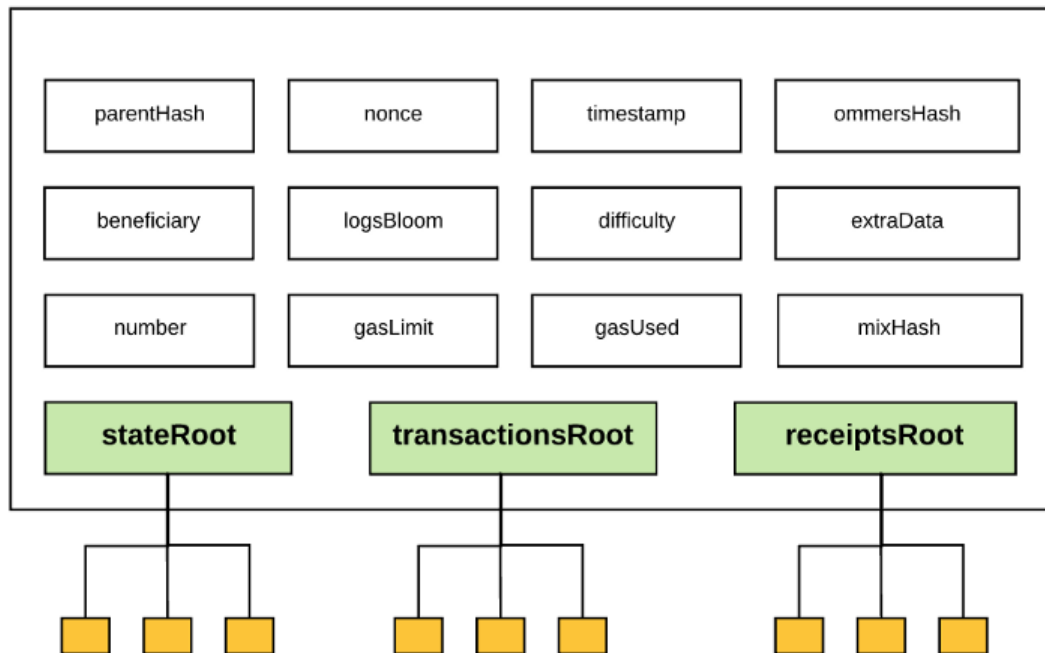 parentHash
nonce
timestamp
ommersHash
beneficiary
logsBloom
difficulty
extraData
number
gasLimit
gasUsed
mixHash
stateRoot
transactionsRoot
receiptsRoot